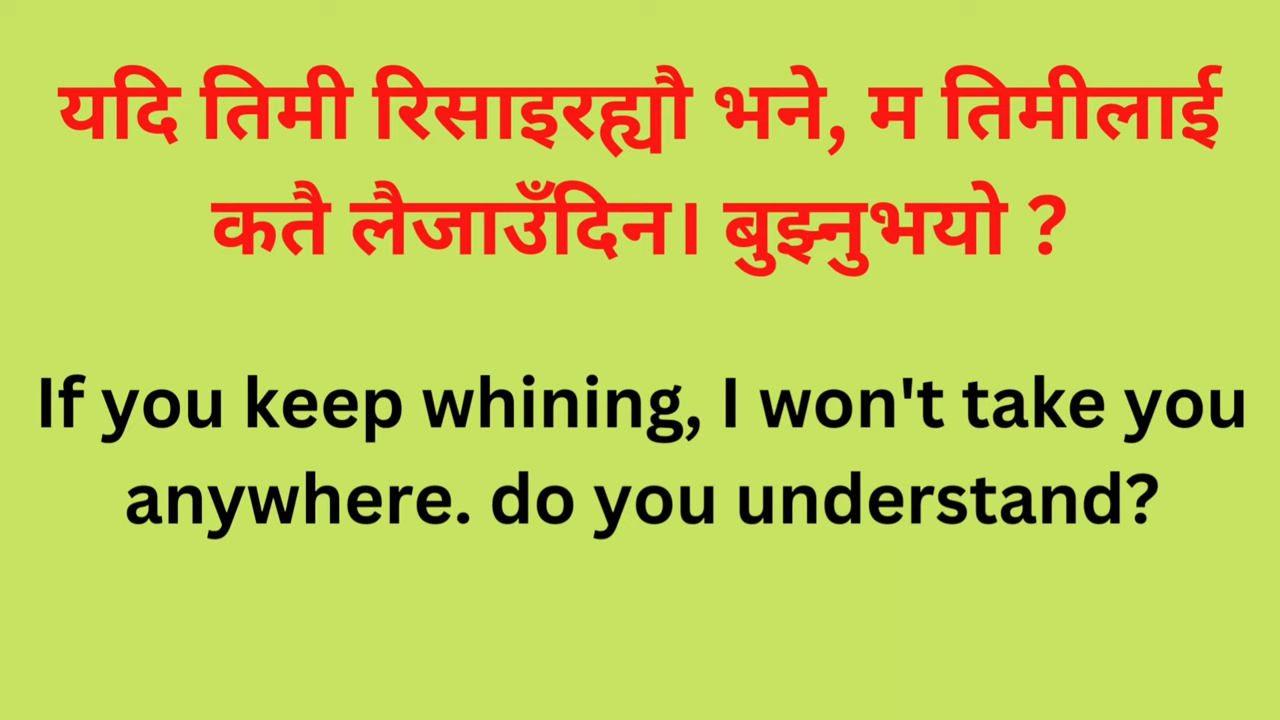 यदि तिमी रिसाइरह्यौ भने, म तिमीलाई
कतै लैजाउँदिन। बुझ्नुभयो ?
If you keep whining, I won't take you
anywhere. do you understand?